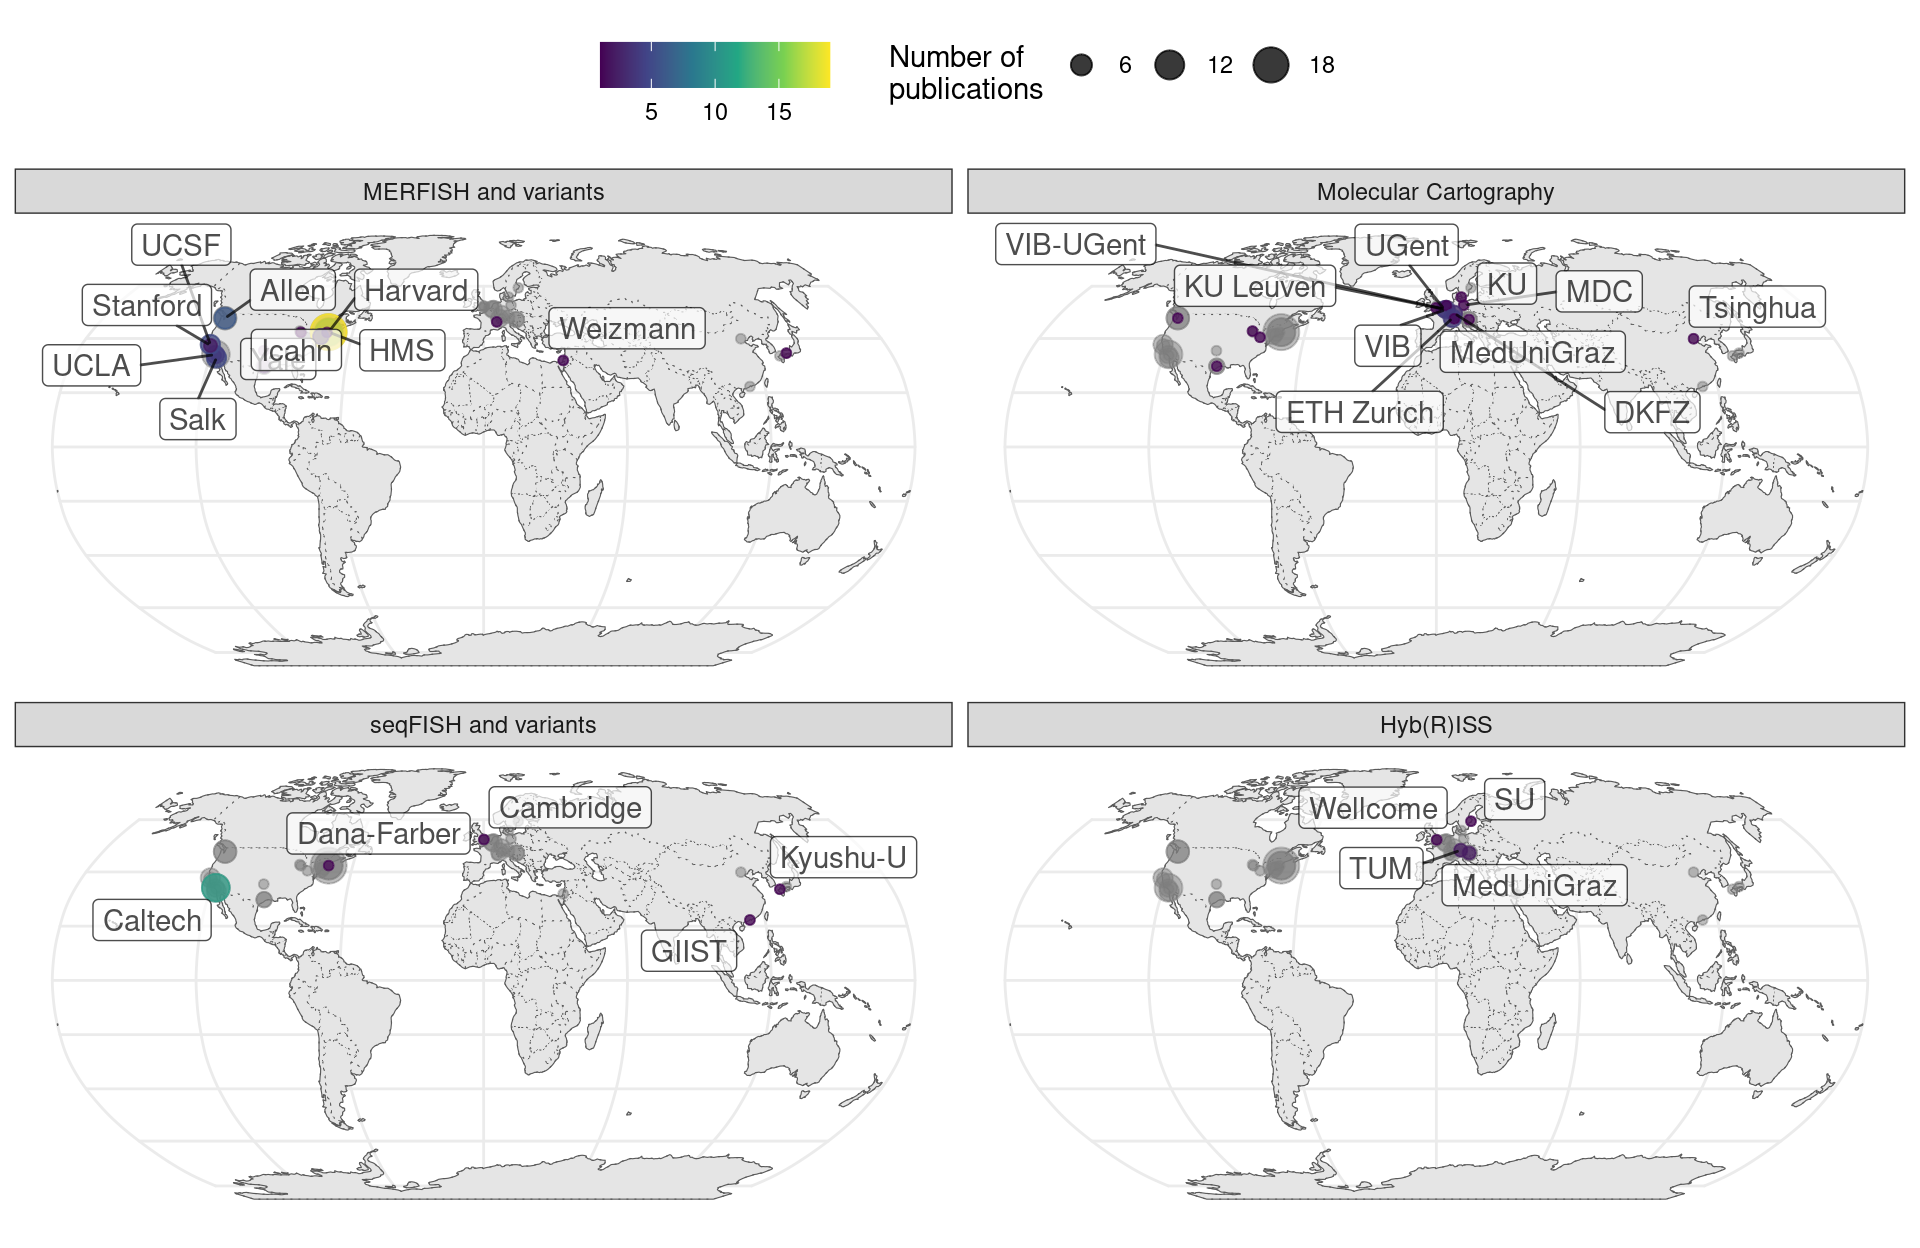 Number of
publications
6
12
18
5
10
15
MERFISH and variants
Molecular Cartography
UCSF
Allen
Harvard
Stanford
Weizmann
Icahn
HMS
Yale
UCLA
Salk
VIB-UGent
UGent
KU Leuven
KU
MDC
Tsinghua
VIB
MedUniGraz
ETH Zurich
DKFZ
seqFISH and variants
Hyb(R)ISS
Cambridge
Dana-Farber
Kyushu-U
Caltech
GIIST
Wellcome
SU
TUM
MedUniGraz